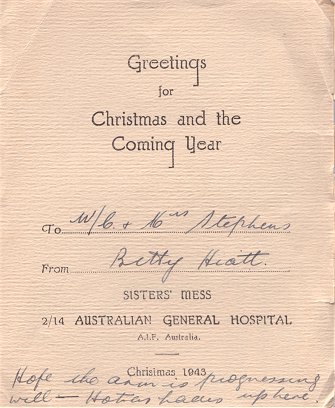 Greetings
for
Christmas and the
Coming Year
To W/C. & Mrs Stephens
From Betty Hiatt.
SISTERS' MESS
2/14 AUSTRALIAN GENERAL HOSPITAL
A.I.F. Australia.
Christmas 1943
Hope the arm is progressing
well — Hot as hades up here.